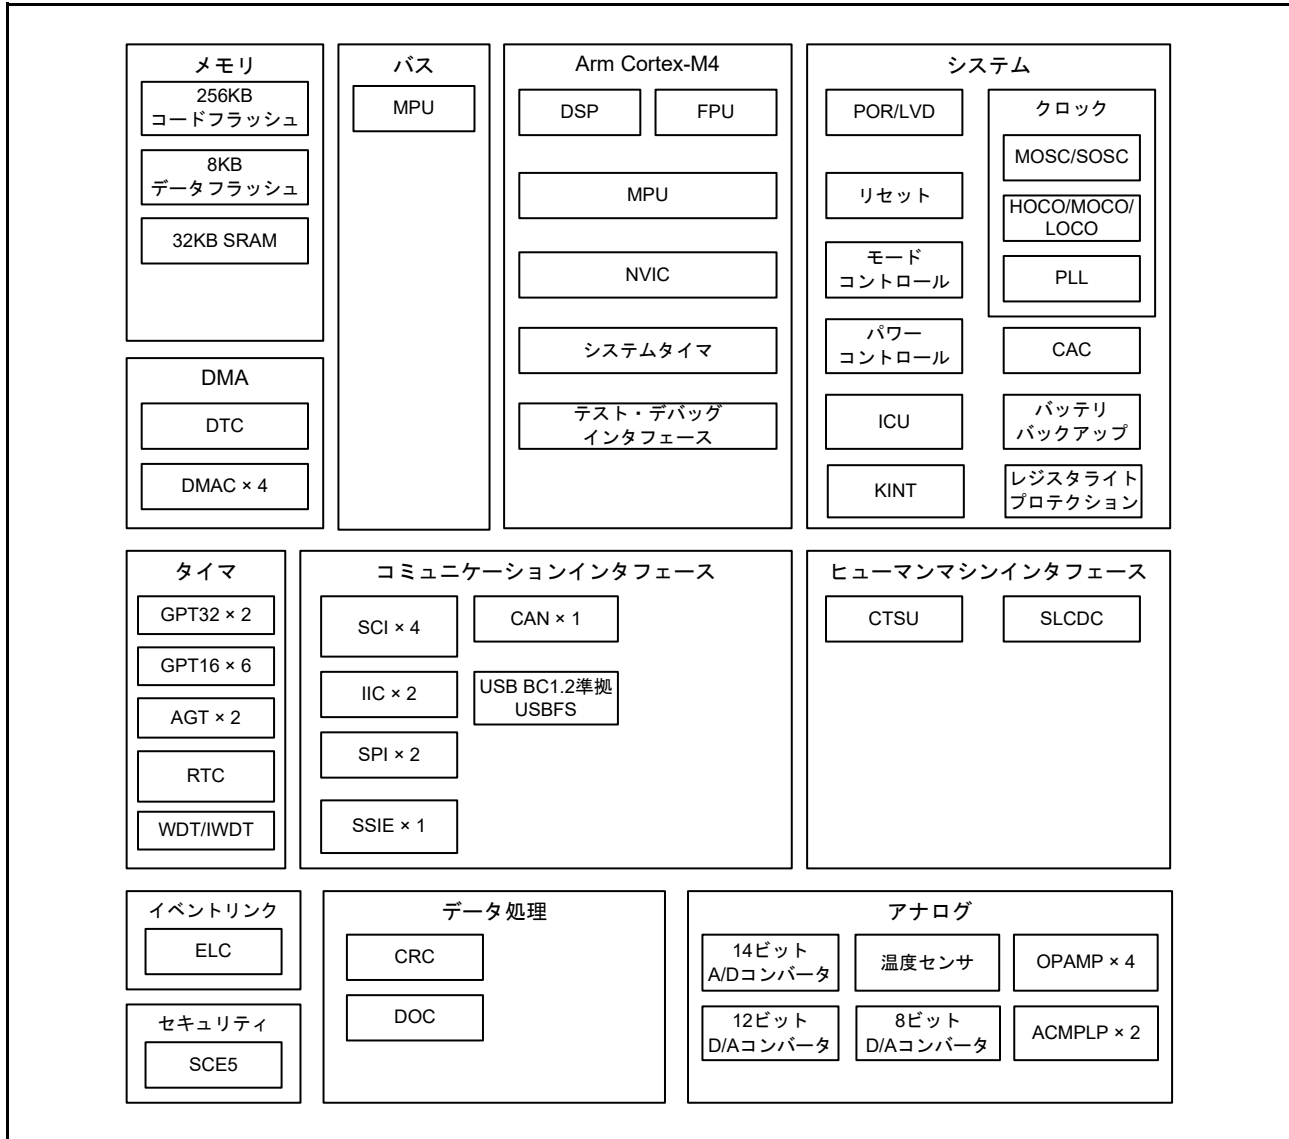 メモリ
256KB
コードフラッシュ
8KB
データフラッシュ
32KB SRAM
バス
MPU
Arm Cortex-M4
DSP
FPU
MPU
NVIC
システムタイマ
テスト・デバッグ
インタフェース
システム
POR/LVD
リセット
モード
コントロール
パワー
コントロール
ICU
KINT
クロック
MOSC/SOSC
HOCO/MOCO/
LOCO
PLL
CAC
バッテリ
バックアップ
レジスタライト
プロテクション
DMA
DTC
DMAC × 4
タイマ
GPT32 × 2
GPT16 × 6
AGT × 2
RTC
WDT/IWDT
コミュニケーションインタフェース
SCI × 4
IIC × 2
SPI × 2
SSIE × 1
CAN × 1
USB BC1.2準拠
USBFS
ヒューマンマシンインタフェース
CTSU
SLCDC
イベントリンク
ELC
セキュリティ
SCE5
データ処理
CRC
DOC
アナログ
14ビット
A/Dコンバータ
温度センサ
OPAMP × 4
12ビット
D/Aコンバータ
8ビット
D/Aコンバータ
ACMPLP × 2